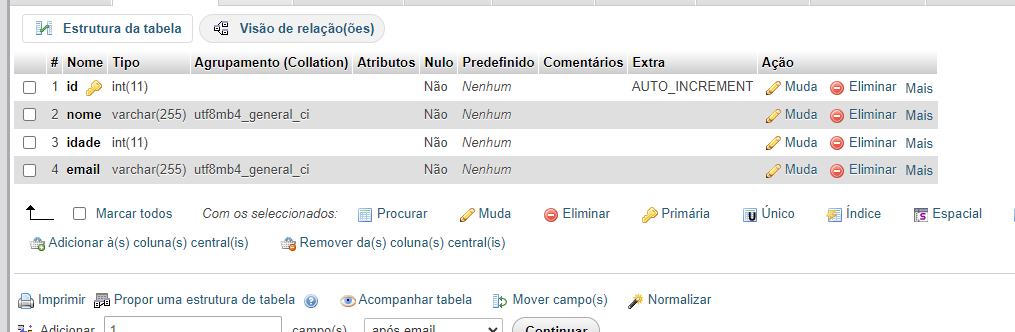 Estrutura da tabela Visão de relação(ões)
# Nome Tipo Agrupamento (Collation) Atributos Nulo Predefinido Comentários Extra Ação
1 id int(11) Não Nenhum AUTO_INCREMENT Muda Eliminar Mais
2 nome varchar(255) utf8mb4_general_ci Não Nenhum Muda Eliminar Mais
3 idade int(11) Não Nenhum Muda Eliminar Mais
4 email varchar(255) utf8mb4_general_ci Não Nenhum Muda Eliminar Mais
Marcar todos Com os seleccionados: Procurar Muda Eliminar Primária Único Índice Espacial
Adicionar à(s) coluna(s) central(is) Remover da(s) coluna(s) central(is)
Imprimir Propor uma estrutura de tabela Acompanhar tabela Mover campo(s) Normalizar
Adicionar 1 campo(s) após email Continuar